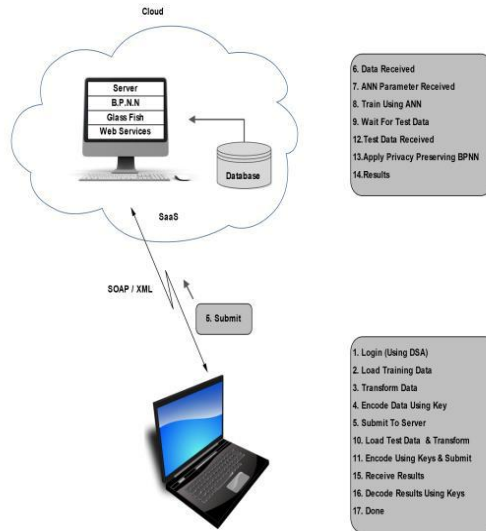 Cloud
Server
B.P.N.N
Glass Fish
Web Services
Database
SaaS
6. Data Received
7. ANN Parameter Received
8. Train Using ANN
9. Wait For Test Data
12.Test Data Received
13.Apply Privacy Preserving BPNN
14.Results
SOAP / XML
5. Submit
1. Login (Using DSA)
2. Load Training Data
3. Transform Data
4. Encode Data Using Key
5. Submit To Server
10. Load Test Data & Transform
11. Encode Using Keys & Submit
15. Receive Results
16. Decode Results Using Keys
17. Done